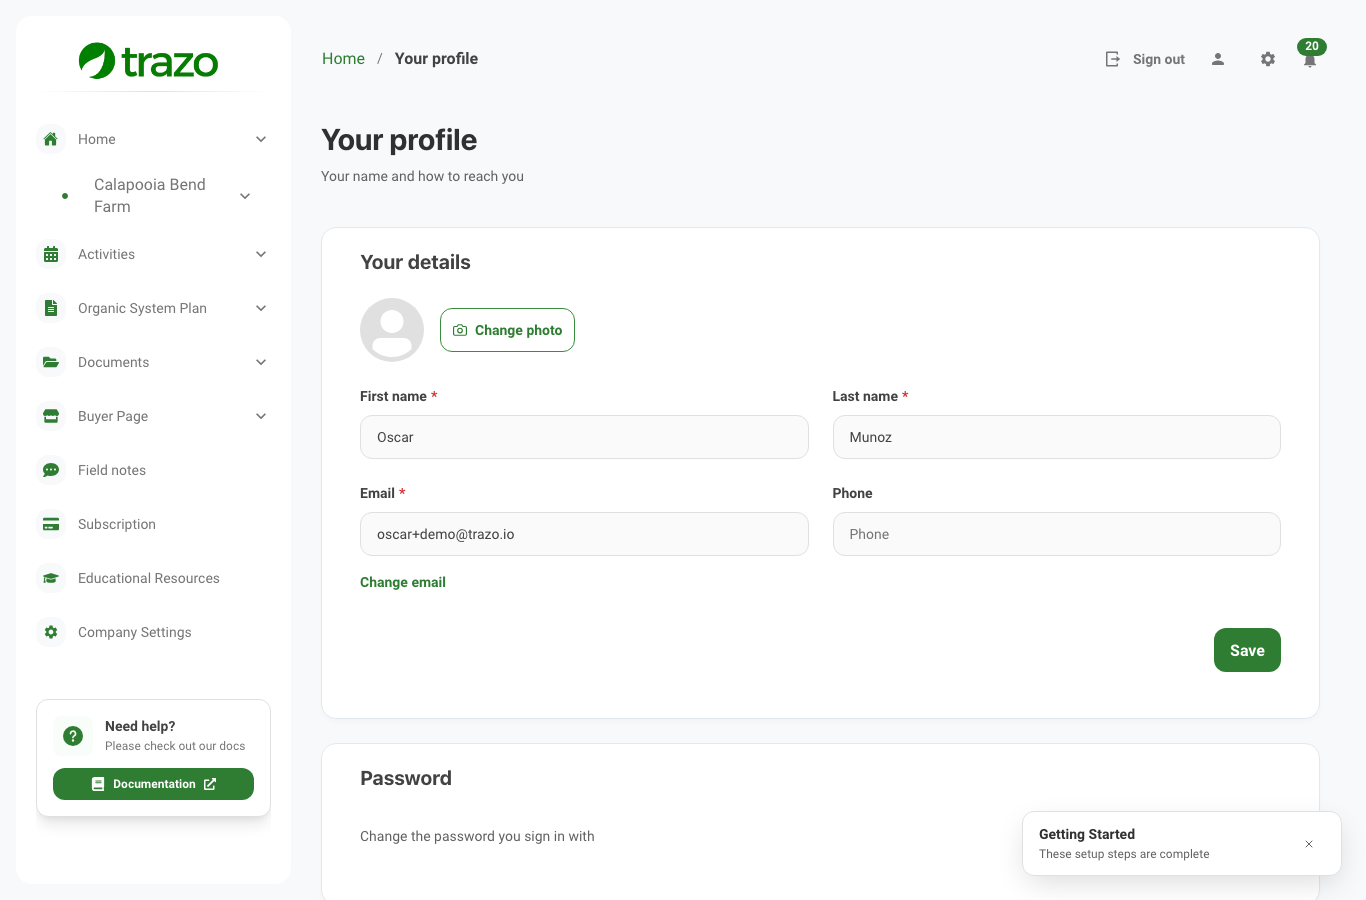 trazo
Home / Your profile
Sign out
20
Home
Calapooia Bend
Farm
Activities
Organic System Plan
Documents
Buyer Page
Field notes
Subscription
Educational Resources
Company Settings
Need help?
Please check out our docs
Documentation
Your profile
Your name and how to reach you
Your details
Change photo
First name *
Oscar
Last name *
Munoz
Email *
oscar+demo@trazo.io
Phone
Phone
Change email
Save
Password
Change the password you sign in with
Getting Started
These setup steps are complete